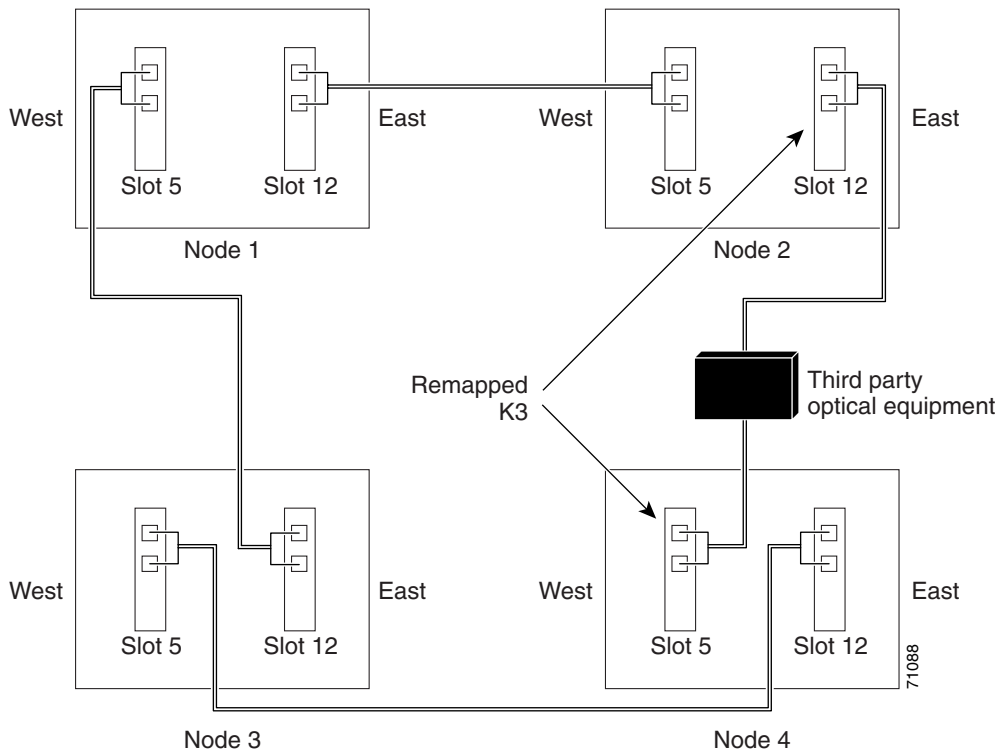 West
Slot 5
Slot 12
East
Node 1
West
Slot 5
Slot 12
East
Node 2
Remapped
K3
Third party
optical equipment
West
Slot 5
Slot 12
East
Node 3
West
Slot 5
Slot 12
East
Node 4
71088